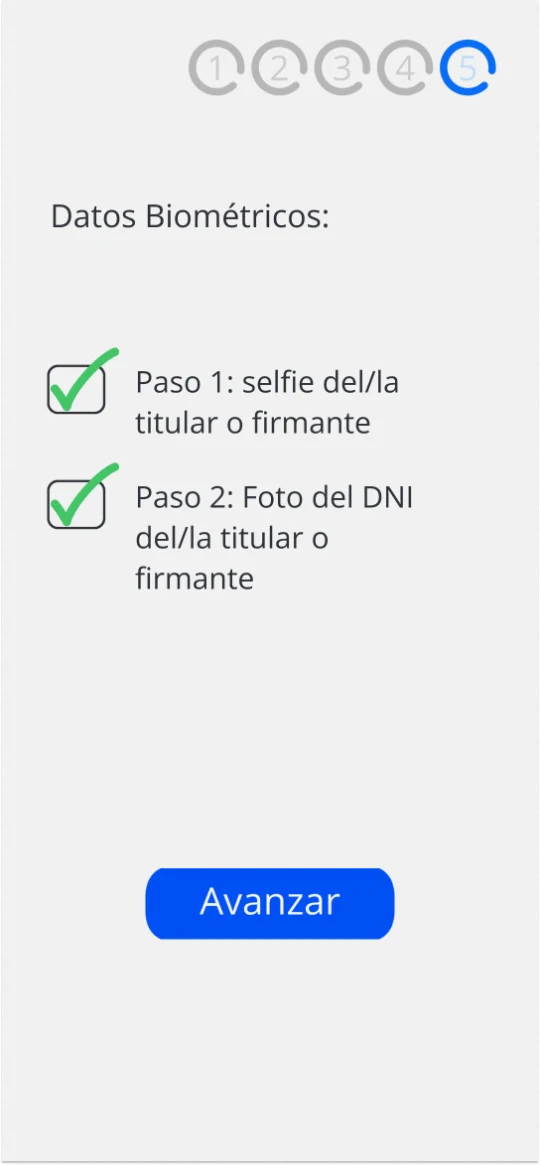 1 2 3 4 5
Datos Biométricos:
Paso 1: selfie del/la
titular o firmante
Paso 2: Foto del DNI
del/la titular o
firmante
Avanzar